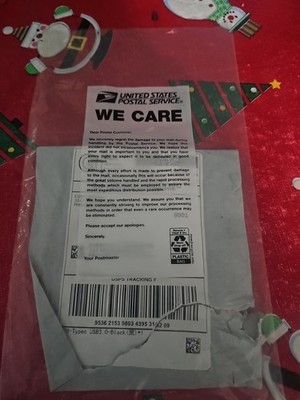 UNITED STATES
POSTAL SERVICE
WE CARE
Dear Postal Customer:
We sincerely regret the damage to your mail during
handling by the Postal Service. We hope this
incident did not inconvenience you. We realize that
your mail is important to you and that you have
every right to expect it to be delivered in good
condition.
Although every effort is made to prevent damage
to the mail, occasionally this will occur because of
the great volume handled and the rapid processing
methods which must be employed to assure the
most expeditious distribution possible.
We hope you understand. We assure you that we
are constantly striving to improve our processing
methods in order that even a rare occurrence may
be eliminated.
Please accept our apologies.
Sincerely,
Your Postmaster
PLASTIC
BAG
USPS TRACKING #